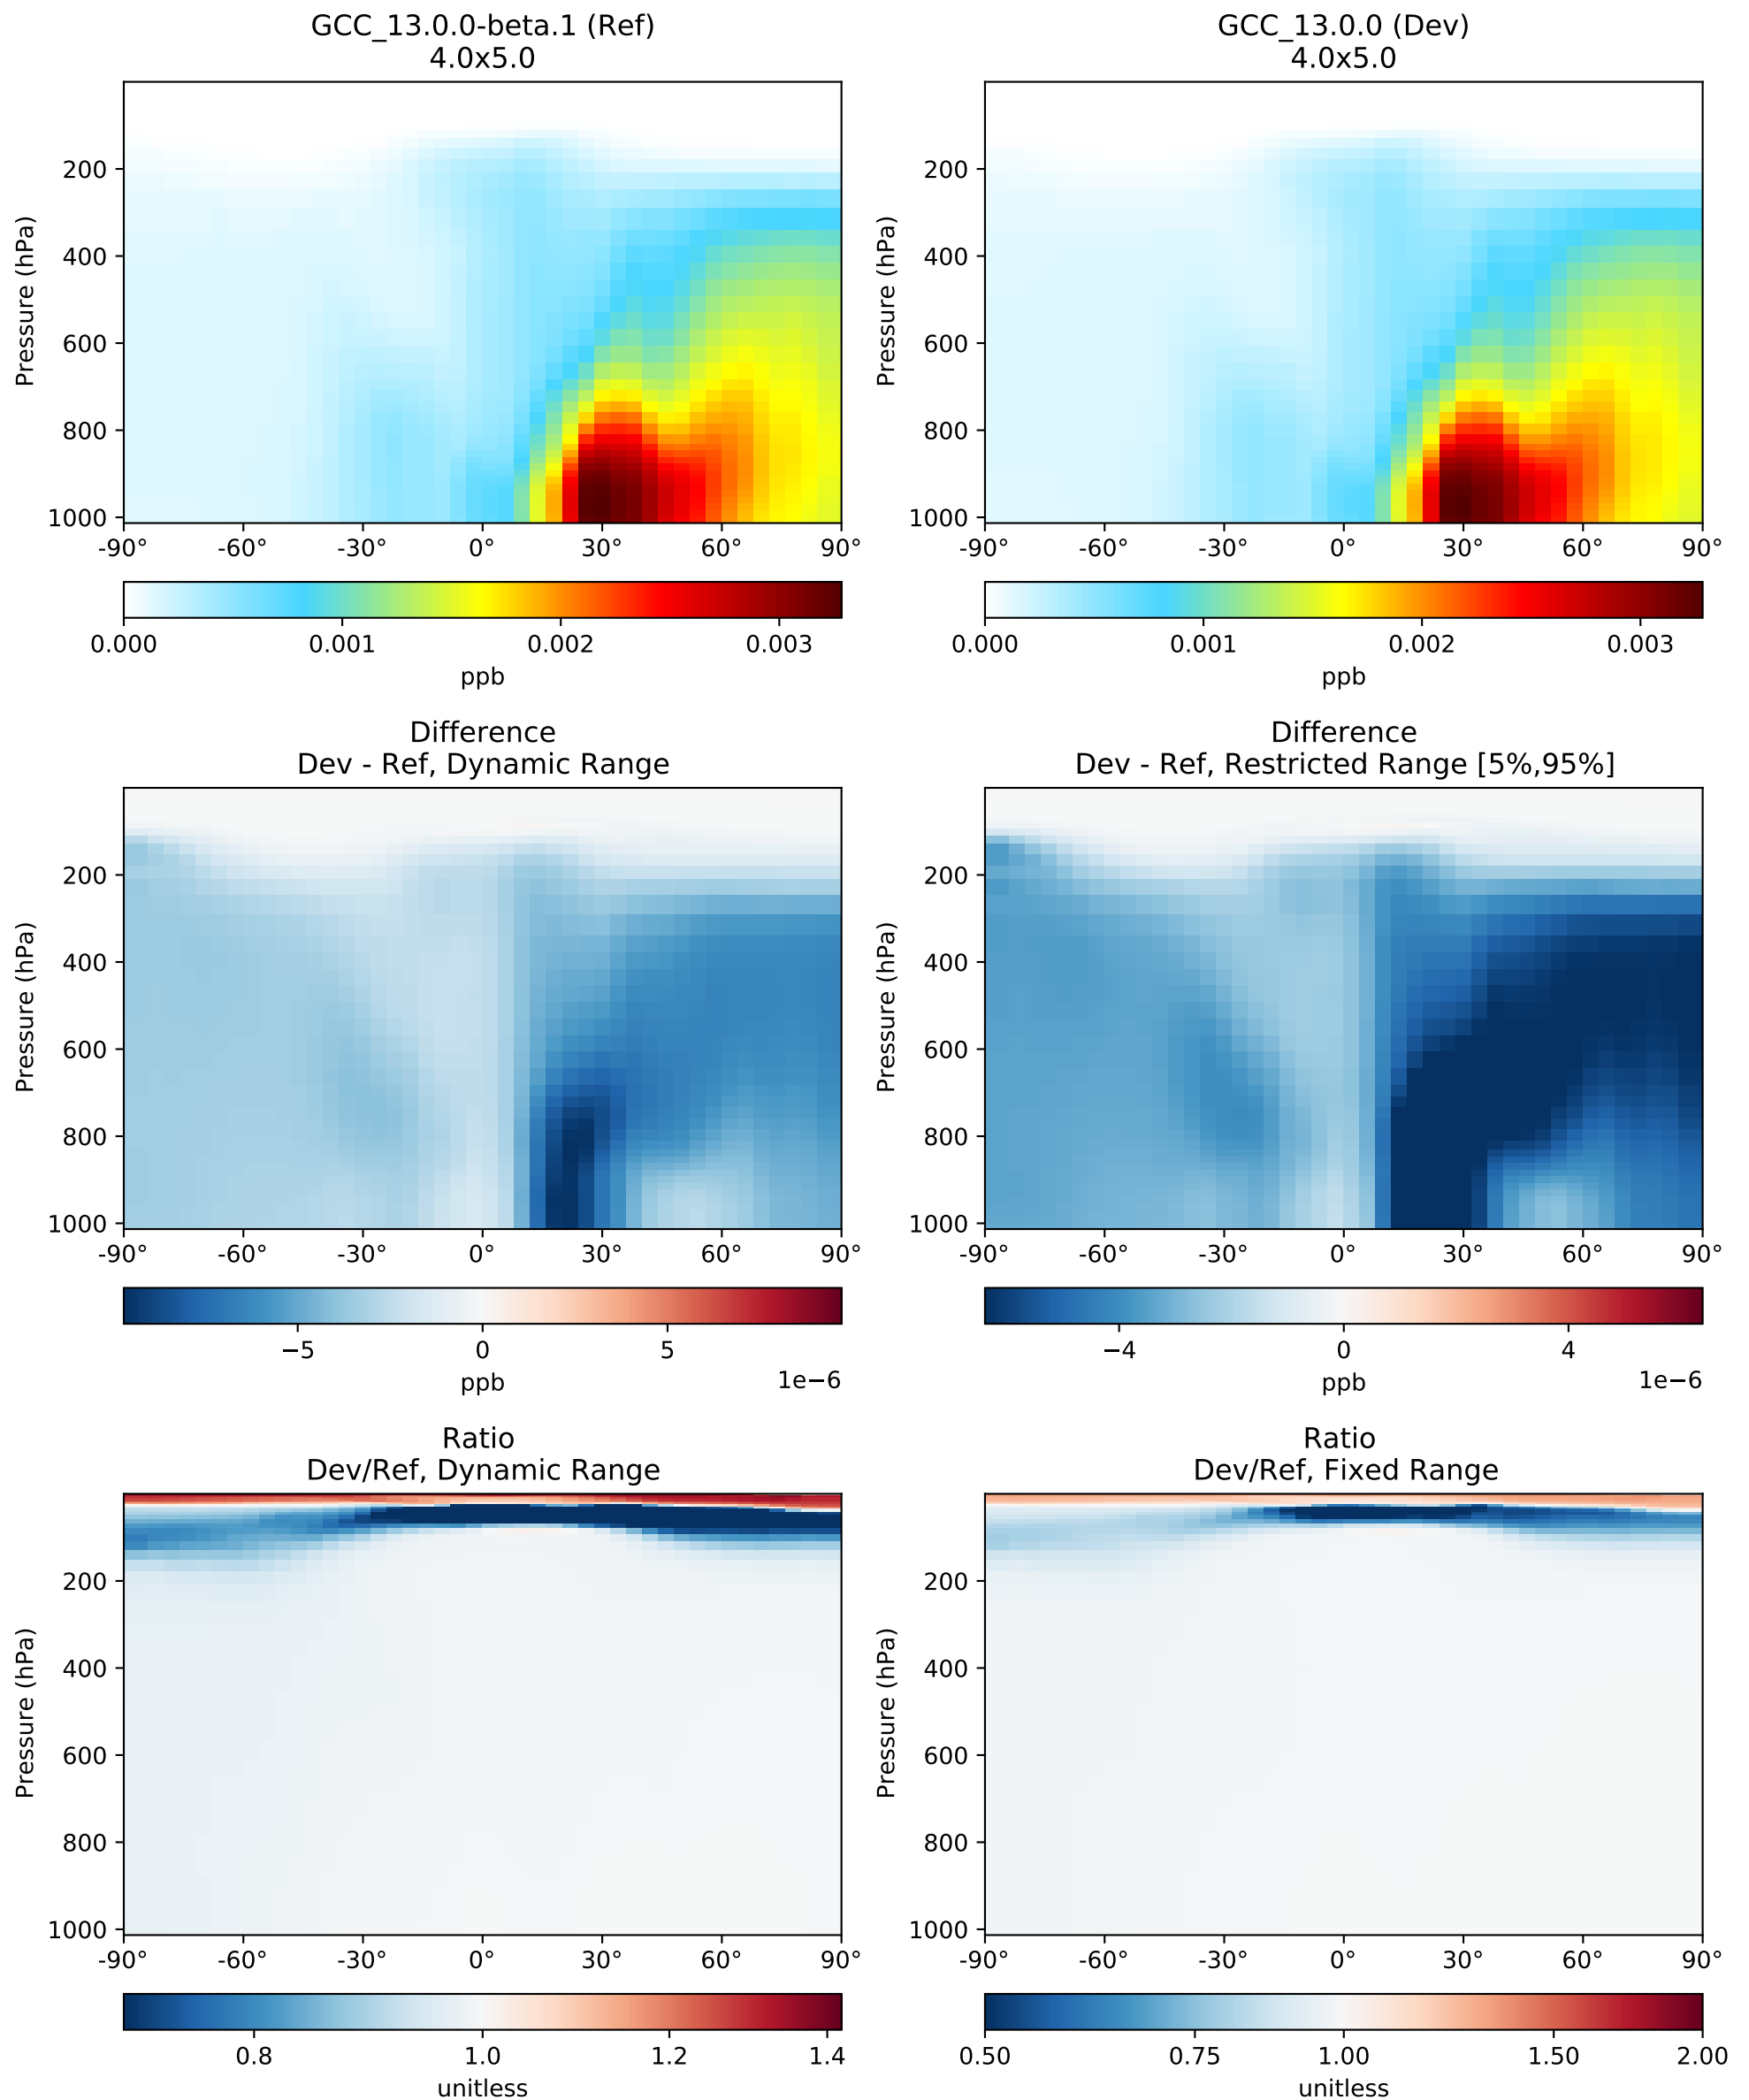 GCC_13.0.0-beta.1 (Ref)
4.0x5.0
GCC_13.0.0 (Dev)
4.0x5.0
Pressure (hPa)
200
400
600
800
1000
-90° -60° -30° 0° 30° 60° 90°
0.000 0.001 0.002 0.003
ppb
Pressure (hPa)
200
400
600
800
1000
-90° -60° -30° 0° 30° 60° 90°
0.000 0.001 0.002 0.003
ppb
Difference
Dev - Ref, Dynamic Range
Difference
Dev - Ref, Restricted Range [5%,95%]
Pressure (hPa)
200
400
600
800
1000
-90° -60° -30° 0° 30° 60° 90°
−5 0 5
ppb 1e−6
Pressure (hPa)
200
400
600
800
1000
-90° -60° -30° 0° 30° 60° 90°
−4 0 4
ppb 1e−6
Ratio
Dev/Ref, Dynamic Range
Ratio
Dev/Ref, Fixed Range
Pressure (hPa)
200
400
600
800
1000
-90° -60° -30° 0° 30° 60° 90°
0.8 1.0 1.2 1.4
unitless
Pressure (hPa)
200
400
600
800
1000
-90° -60° -30° 0° 30° 60° 90°
0.50 0.75 1.00 1.50 2.00
unitless